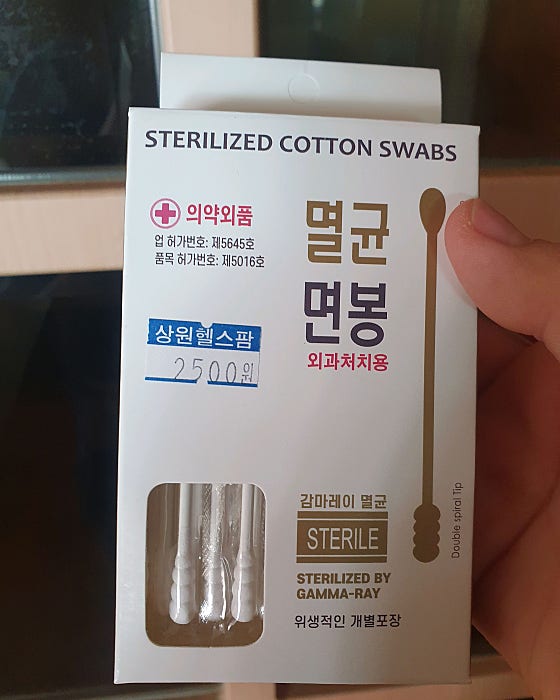 STERILIZED COTTON SWABS
의약외품
업 허가번호: 제5645호
품목 허가번호: 제5016호
멸균
면봉
외과처치용
상원헬스팜
2500원
감마레이 멸균
STERILE
STERILIZED BY
GAMMA-RAY
위생적인 개별포장
Double spiral Tip